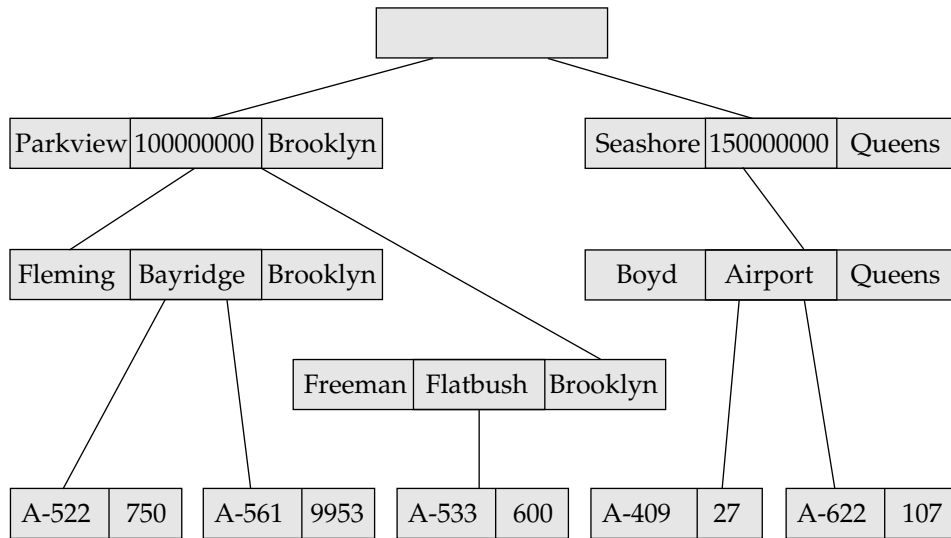 Parkview 100000000 Brooklyn Seashore 150000000 Queens
Fleming Bayridge Brooklyn Boyd Airport Queens
Freeman Flatbush Brooklyn
A-522 750 A-561 9953 A-533 600 A-409 27 A-622 107